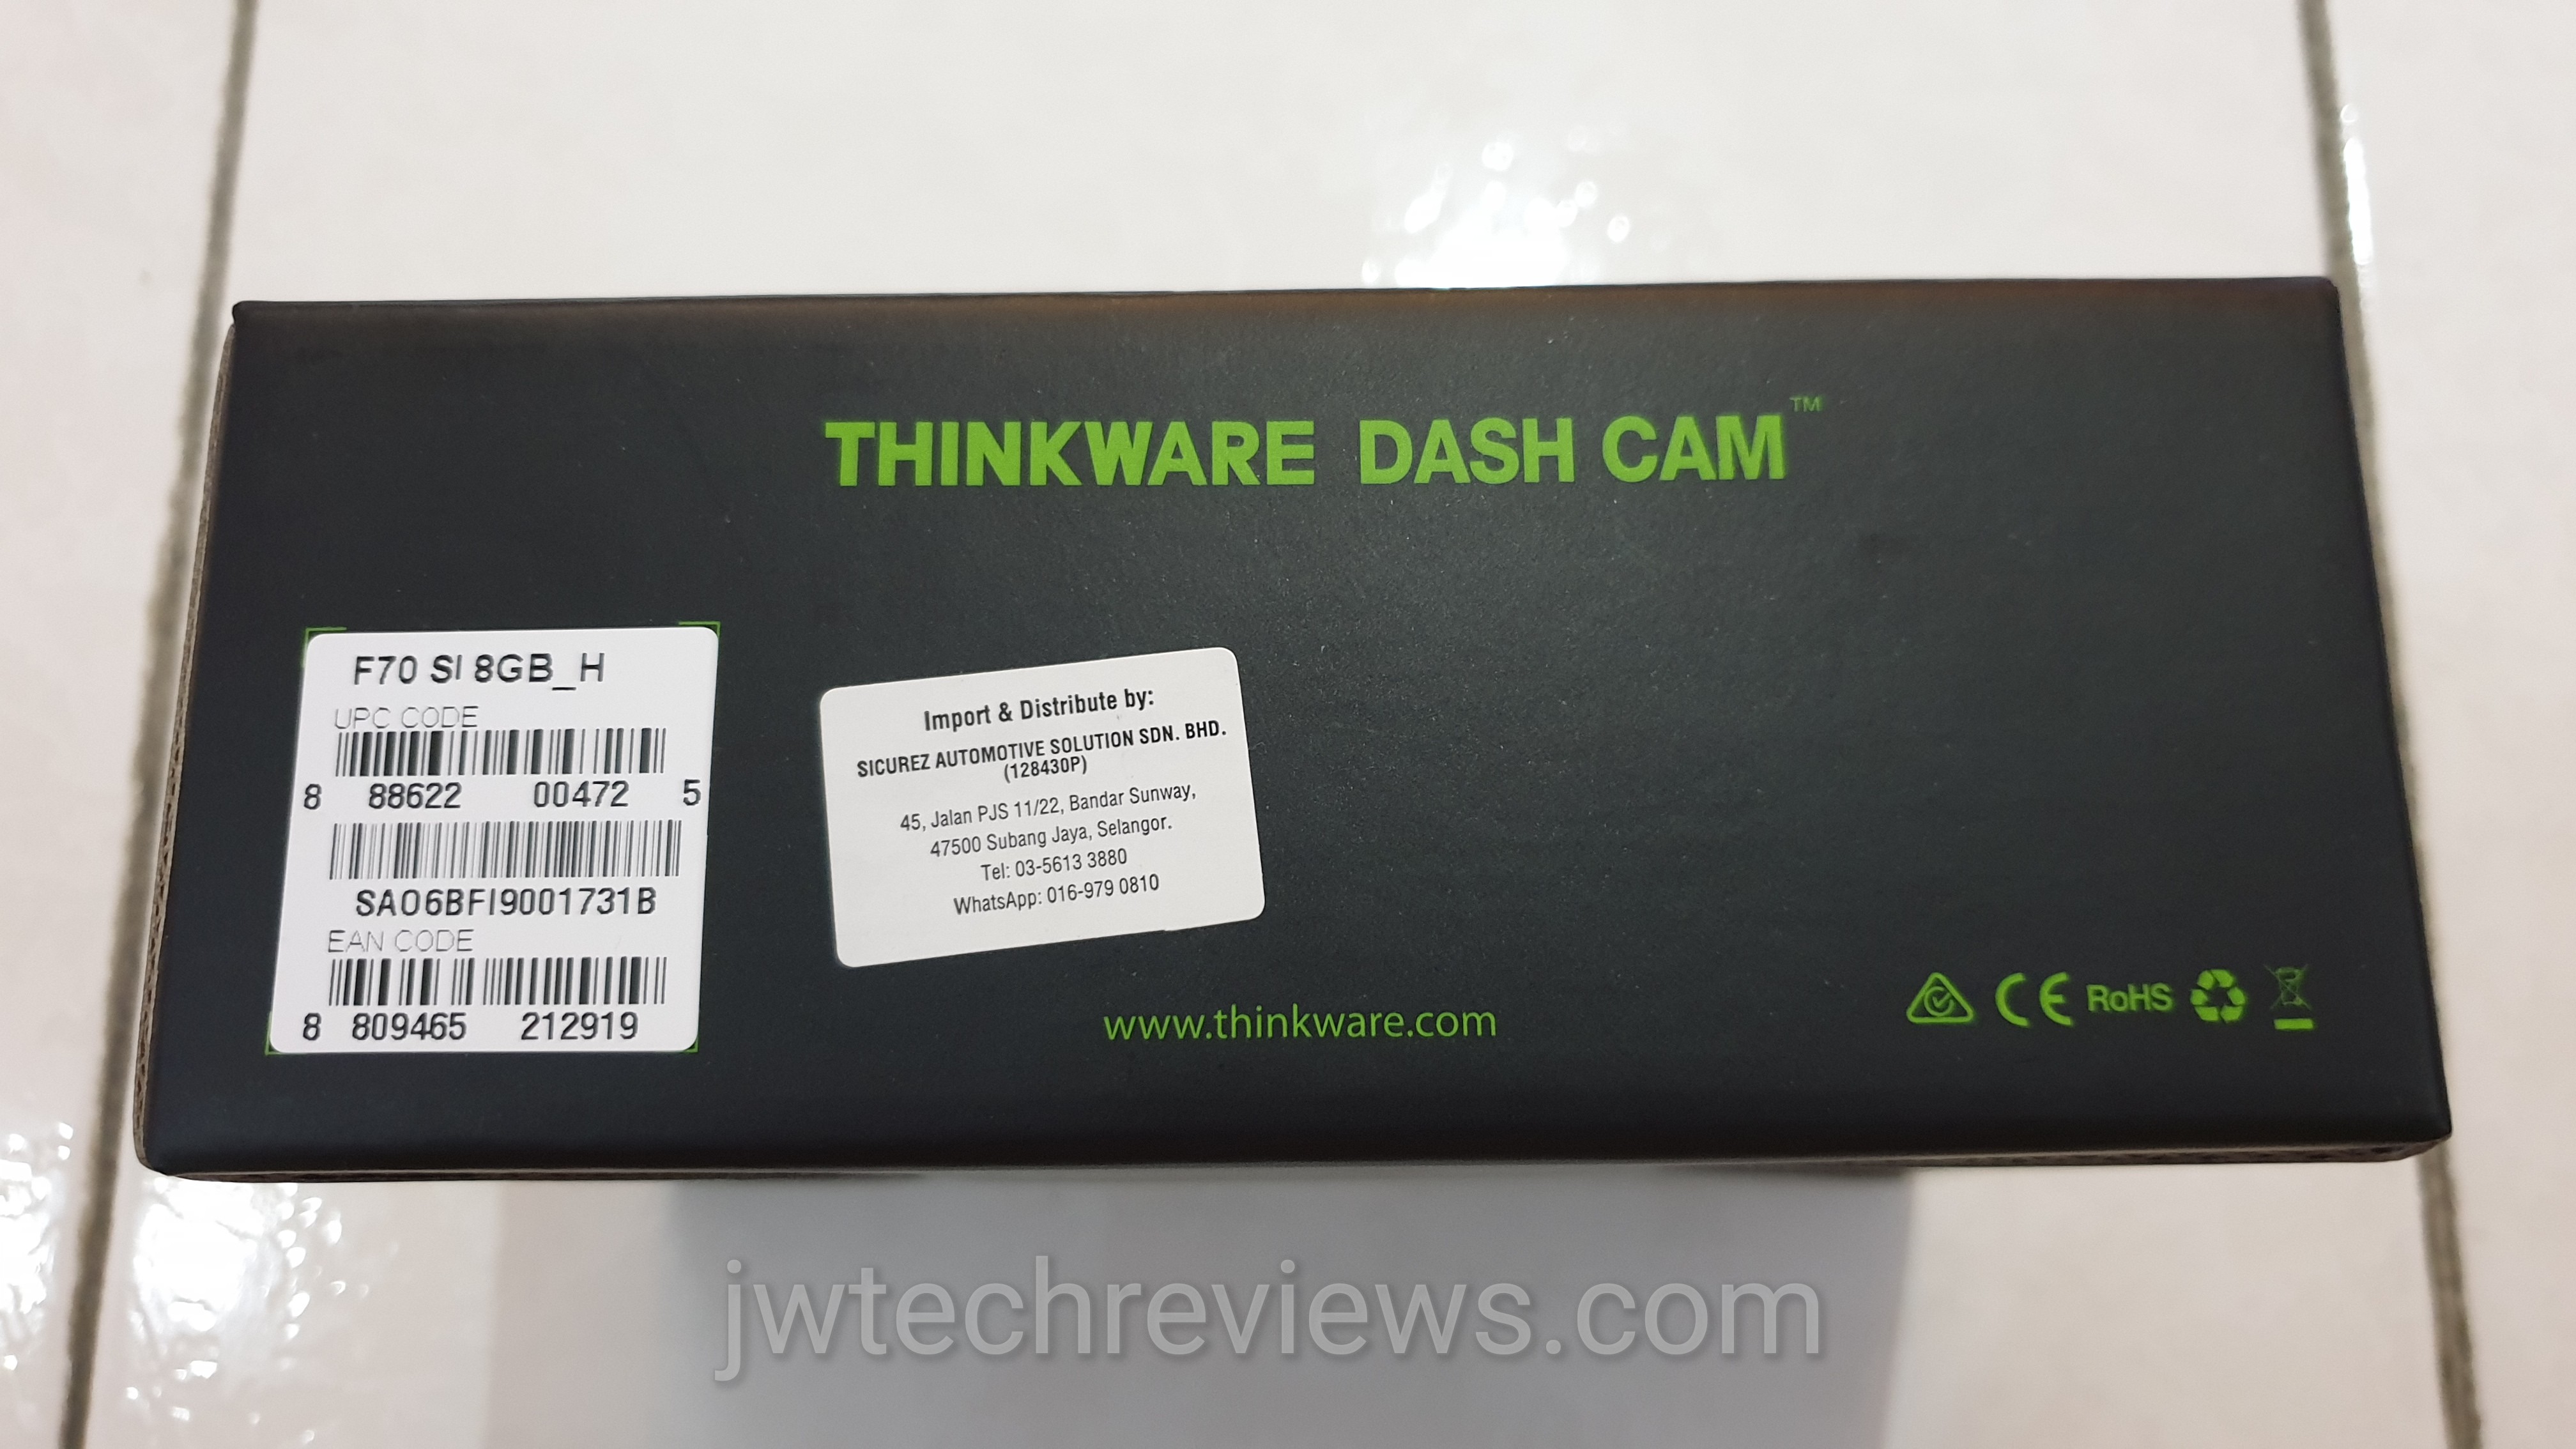 THINKWARE DASH CAM™
F70 SI 8GB_H
UPC CODE
8 88622 00472 5
SA06BFI9001731B
EAN CODE
8 809465 212919
Import & Distribute by:
SICUREZ AUTOMOTIVE SOLUTION SDN. BHD.
(128430P)
45, Jalan PJS 11/22, Bandar Sunway,
47500 Subang Jaya, Selangor.
Tel: 03-5613 3880
WhatsApp: 016-979 0810
www.thinkware.com
CE RoHS
jwtechreviews.com